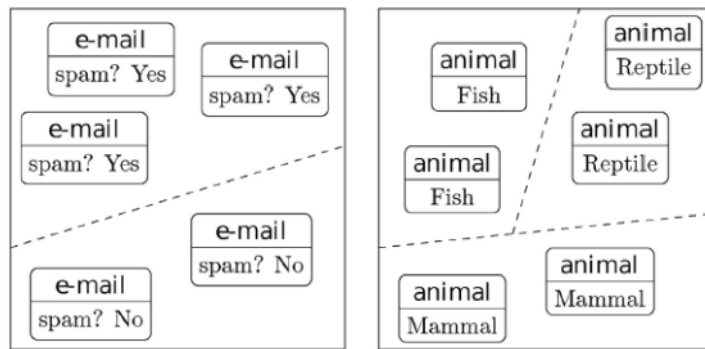 e-mail
spam? Yes
e-mail
spam? Yes
e-mail
spam? Yes
e-mail
spam? No
e-mail
spam? No
animal
Reptile
animal
Fish
animal
Reptile
animal
Fish
animal
Mammal
animal
Mammal